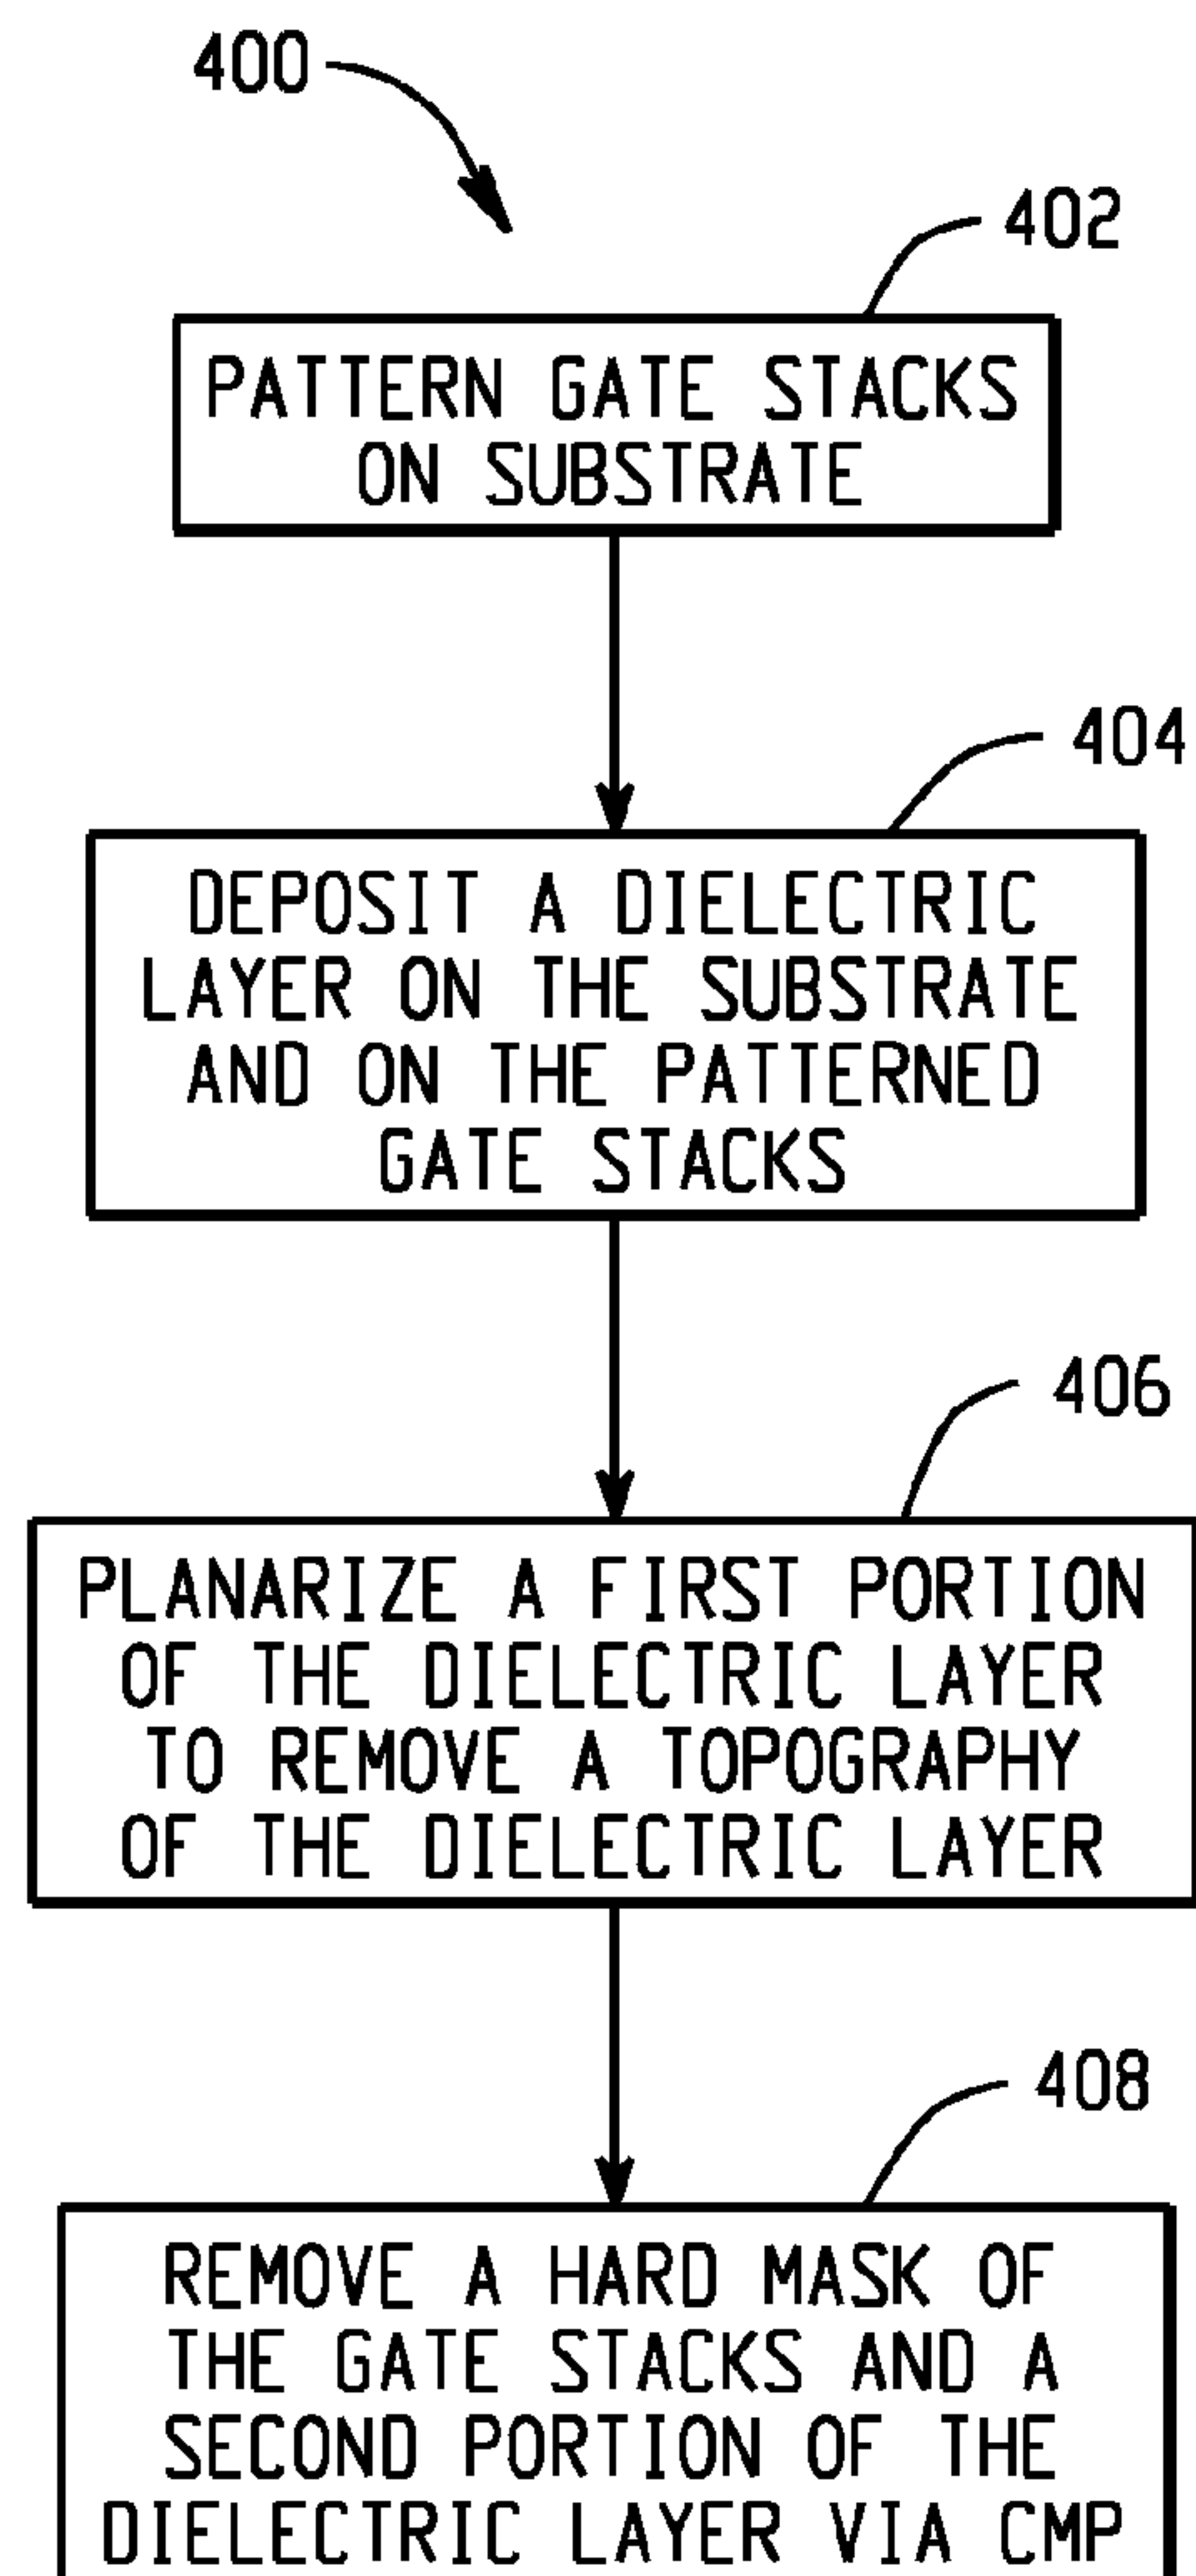 400
402
PATTERN GATE STACKS
ON SUBSTRATE
404
DEPOSIT A DIELECTRIC
LAYER ON THE SUBSTRATE
AND ON THE PATTERNED
GATE STACKS
406
PLANARIZE A FIRST PORTION
OF THE DIELECTRIC LAYER
TO REMOVE A TOPOGRAPHY
OF THE DIELECTRIC LAYER
408
REMOVE A HARD MASK OF
THE GATE STACKS AND A
SECOND PORTION OF THE
DIELECTRIC LAYER VIA CMP